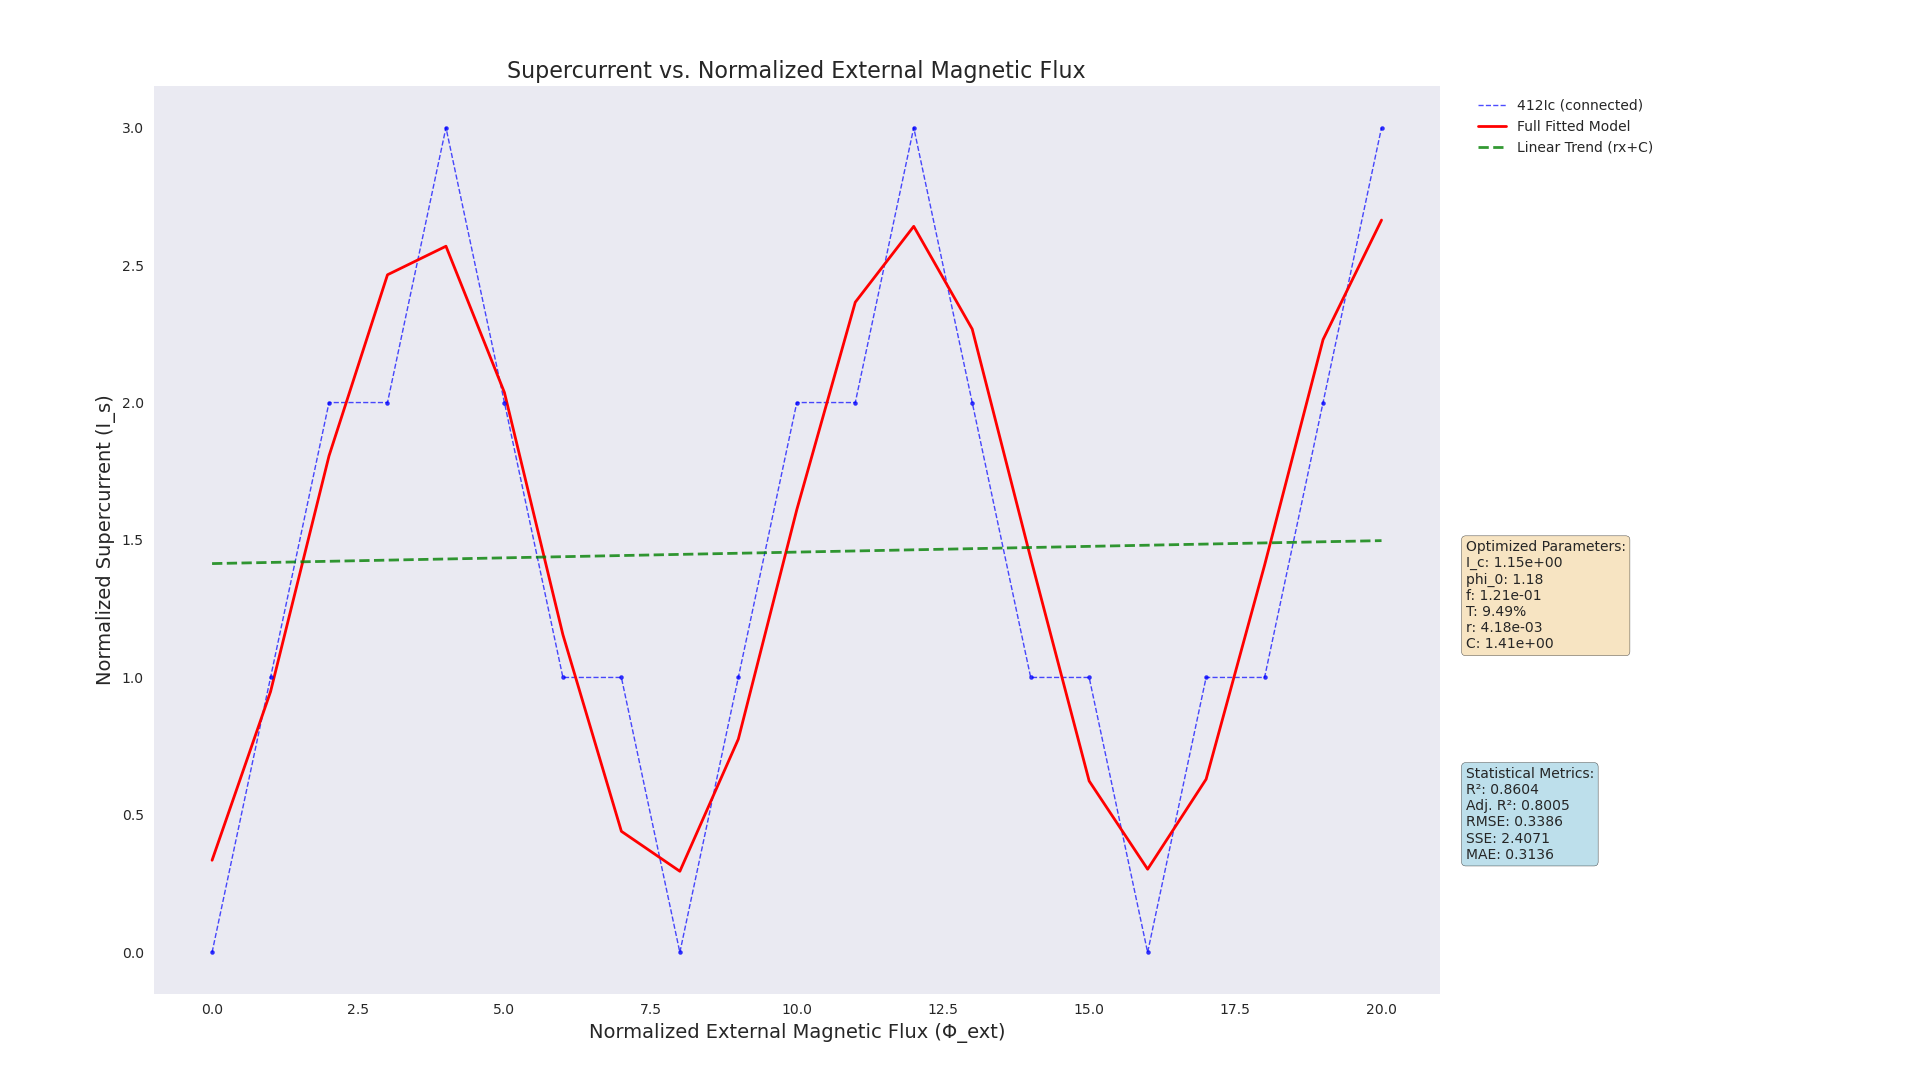 Supercurrent vs. Normalized External Magnetic Flux
412Ic (connected)
Full Fitted Model
Linear Trend (rx+C)
Normalized Supercurrent (I_s)
3.0
2.5
2.0
1.5
1.0
0.5
0.0
0.0 2.5 5.0 7.5 10.0 12.5 15.0 17.5 20.0
Normalized External Magnetic Flux (Φ_ext)
Optimized Parameters:
I_c: 1.15e+00
phi_0: 1.18
f: 1.21e-01
T: 9.49%
r: 4.18e-03
C: 1.41e+00
Statistical Metrics:
R²: 0.8604
Adj. R²: 0.8005
RMSE: 0.3386
SSE: 2.4071
MAE: 0.3136